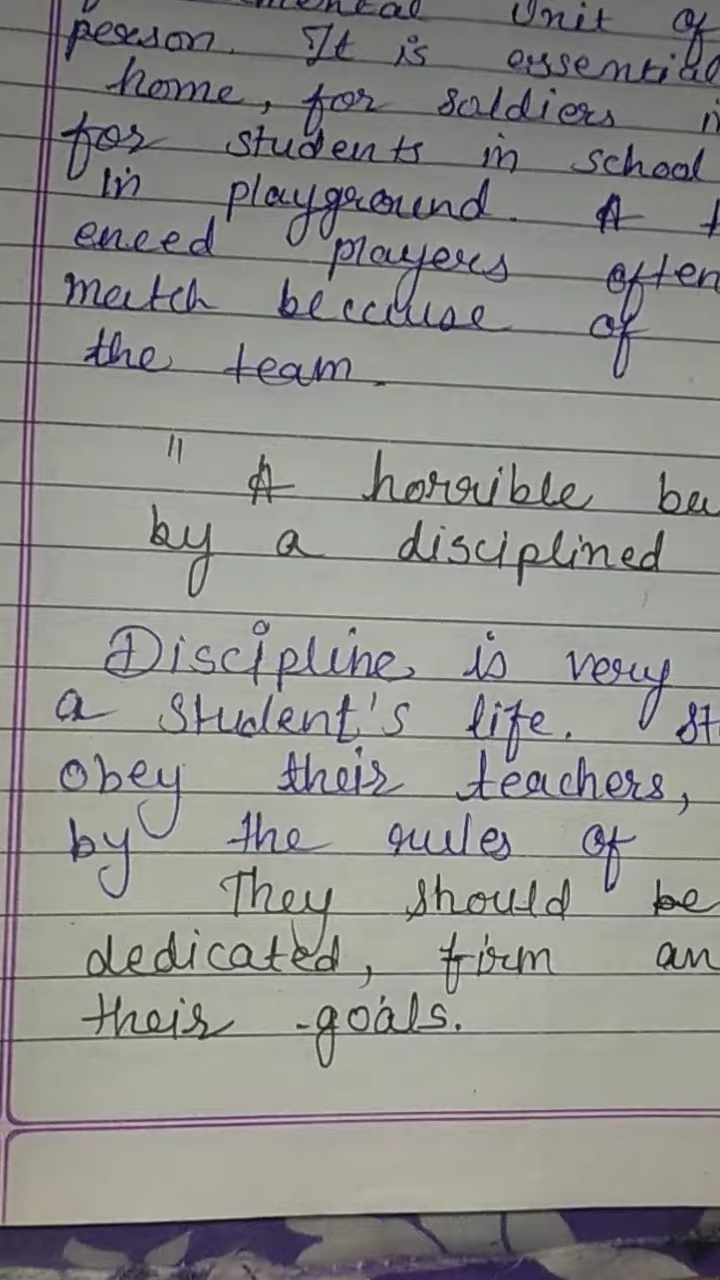 Unit of
person. It is essential
home, for soldiers
for students in school
in playground. A
enced players often
match because of
the team.
" A horrible
by a disciplined
Discipline is very
a student's life.
obey their teachers,
by the rules of
They should be
dedicated, firm an
their goals.